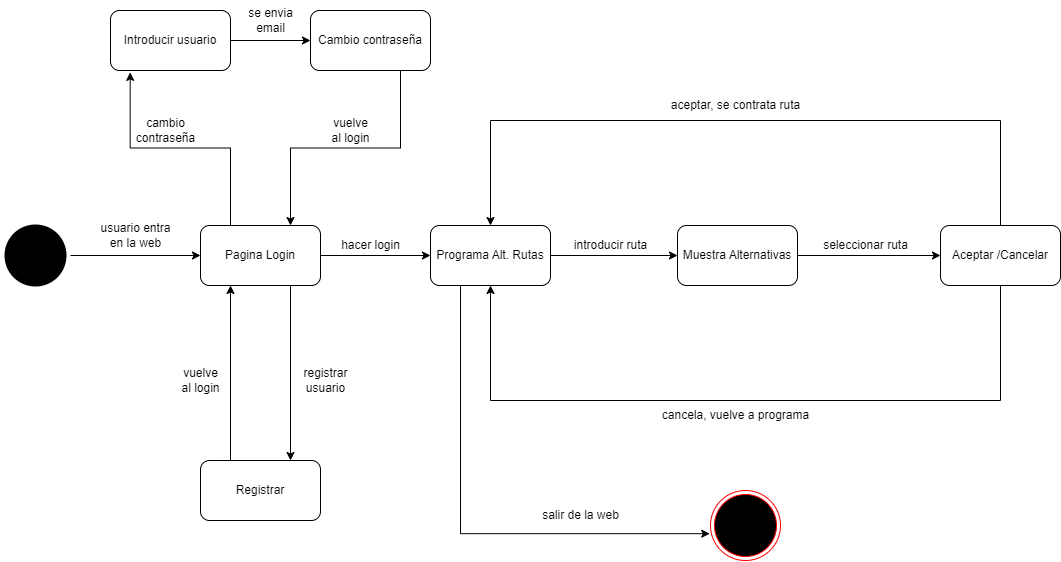 se envia
email
Introducir usuario
Cambio contraseña
cambio
contraseña
vuelve
al login
aceptar, se contrata ruta
usuario entra
en la web
Pagina Login
hacer login
Programa Alt. Rutas
introducir ruta
Muestra Alternativas
seleccionar ruta
Aceptar /Cancelar
vuelve
al login
registrar
usuario
cancela, vuelve a programa
Registrar
salir de la web